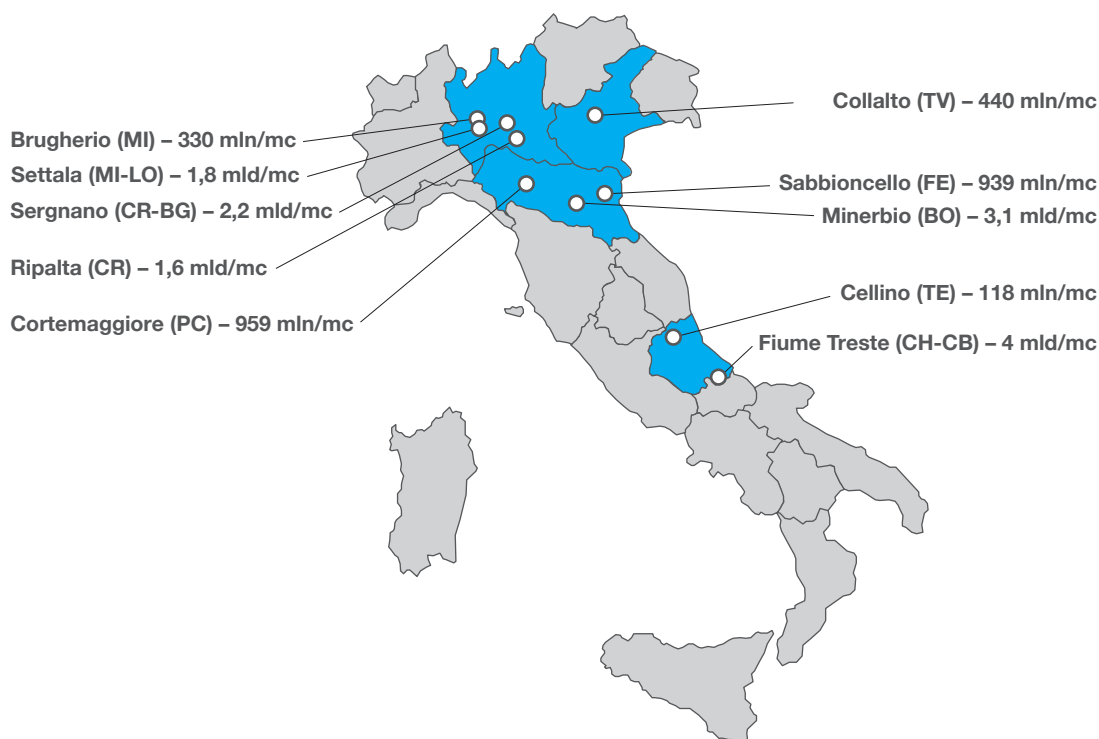 Brugherio (MI) – 330 mln/mc
Settala (MI-LO) – 1,8 mld/mc
Sergnano (CR-BG) – 2,2 mld/mc
Ripalta (CR) – 1,6 mld/mc
Cortemaggiore (PC) – 959 mln/mc
Collalto (TV) – 440 mln/mc
Sabbioncello (FE) – 939 mln/mc
Minerbio (BO) – 3,1 mld/mc
Cellino (TE) – 118 mln/mc
Fiume Treste (CH-CB) – 4 mld/mc